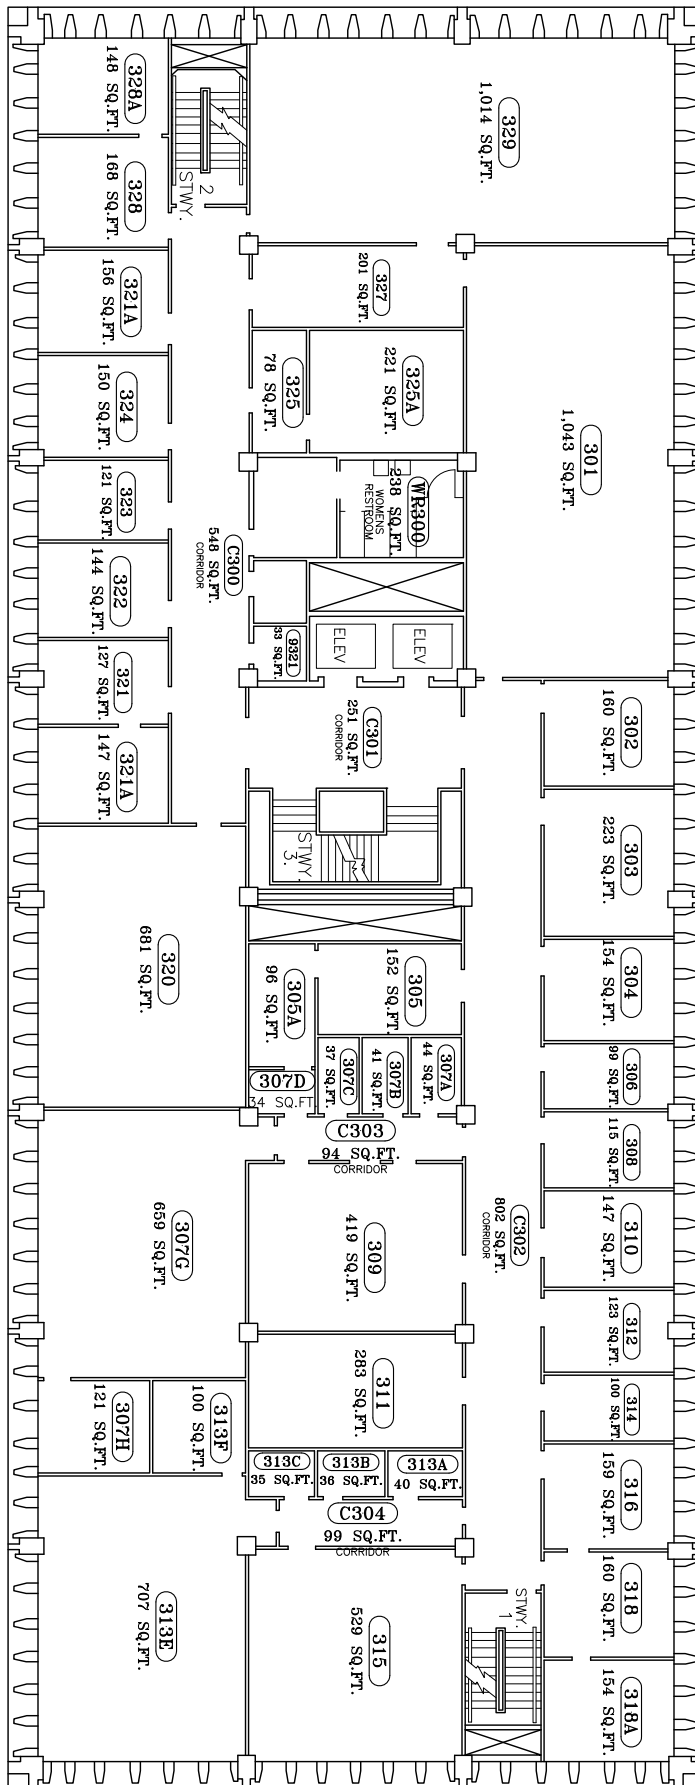 328A
148 SQ.FT.
328
168 SQ.FT.
2
STWY.
329
1,014 SQ.FT.
321A
156 SQ.FT.
327
201 SQ.FT.
324
150 SQ.FT.
325
78 SQ.FT.
325A
221 SQ.FT.
301
1,043 SQ.FT.
323
121 SQ.FT.
WR300
238 SQ.FT.
WOMENS
RESTROOM
C300
548 SQ.FT.
CORRIDOR
322
144 SQ.FT.
321
127 SQ.FT.
9321
33 SQ.FT.
ELEV
ELEV
302
160 SQ.FT.
C301
251 SQ.FT.
CORRIDOR
321A
147 SQ.FT.
STWY.
3.
303
223 SQ.FT.
320
681 SQ.FT.
305A
96 SQ.FT.
305
152 SQ.FT.
304
154 SQ.FT.
307D
34 SQ.FT.
307C
37 SQ.FT.
307B
41 SQ.FT.
307A
44 SQ.FT.
306
99 SQ.FT.
C303
94 SQ.FT.
CORRIDOR
308
115 SQ.FT.
C302
802 SQ.FT.
CORRIDOR
307G
659 SQ.FT.
309
419 SQ.FT.
310
147 SQ.FT.
312
123 SQ.FT.
311
283 SQ.FT.
314
100 SQ.FT.
307H
121 SQ.FT.
313F
100 SQ.FT.
313C
35 SQ.FT.
313B
36 SQ.FT.
313A
40 SQ.FT.
316
159 SQ.FT.
C304
99 SQ.FT.
CORRIDOR
STWY.
1
318
160 SQ.FT.
313E
707 SQ.FT.
315
529 SQ.FT.
318A
154 SQ.FT.